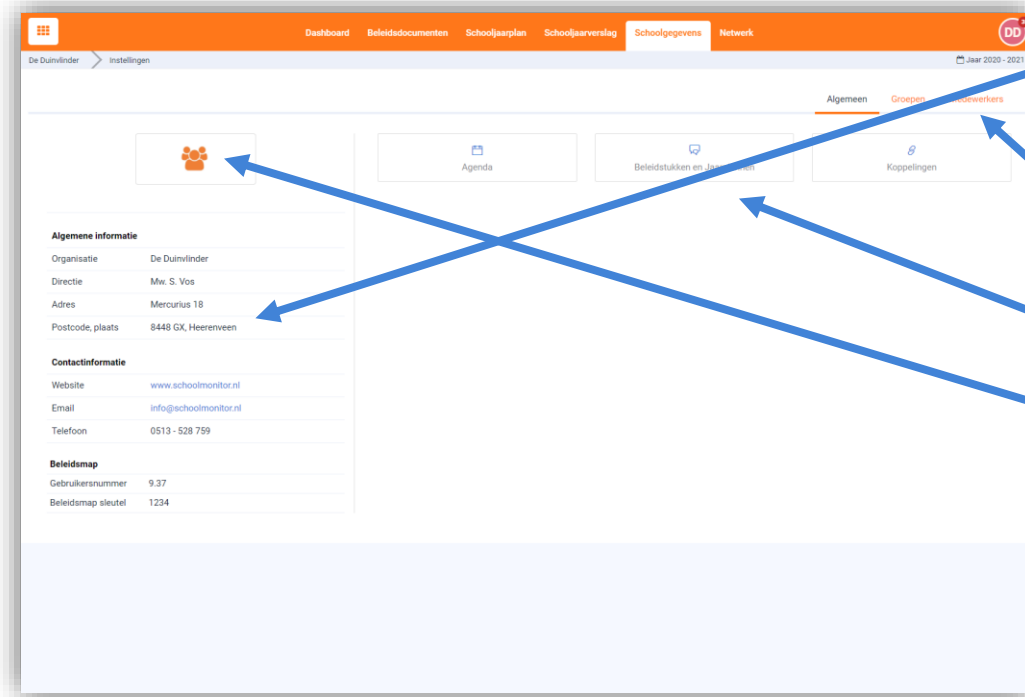 Dashboard Beleidsdocumenten Schooljaarplan Schooljaarverslag Schoolgegevens Netwerk DD
De Duinvlinder Instellingen Jaar 2020 - 2021
Algemeen Groepen
Agenda Beleidstukken en Koppelingen
Algemene informatie
Organisatie De Duinvlinder
Directie Mw. S. Vos
Adres Mercurius 18
Postcode, plaats 8448 GX, Heerenveen
Contactinformatie
Website www.schoolmonitor.nl
Email info@schoolmonitor.nl
Telefoon 0513 - 528 759
Beleidsmap
Gebruikersnummer 9.37
Beleidsmap sleutel 1234